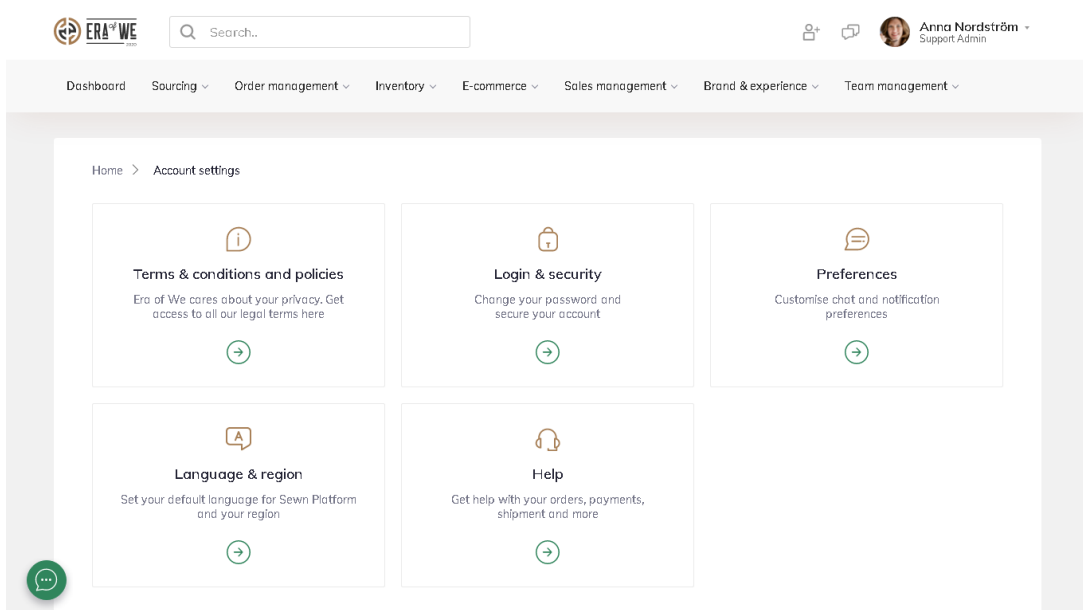 ERA of WE
Search..
Anna Nordström
Support Admin
Dashboard Sourcing Order management Inventory E-commerce Sales management Brand & experience Team management
Home Account settings
Terms & conditions and policies
Era of We cares about your privacy. Get
access to all our legal terms here
Login & security
Change your password and
secure your account
Preferences
Customise chat and notification
preferences
Language & region
Set your default language for Sewn Platform
and your region
Help
Get help with your orders, payments,
shipment and more